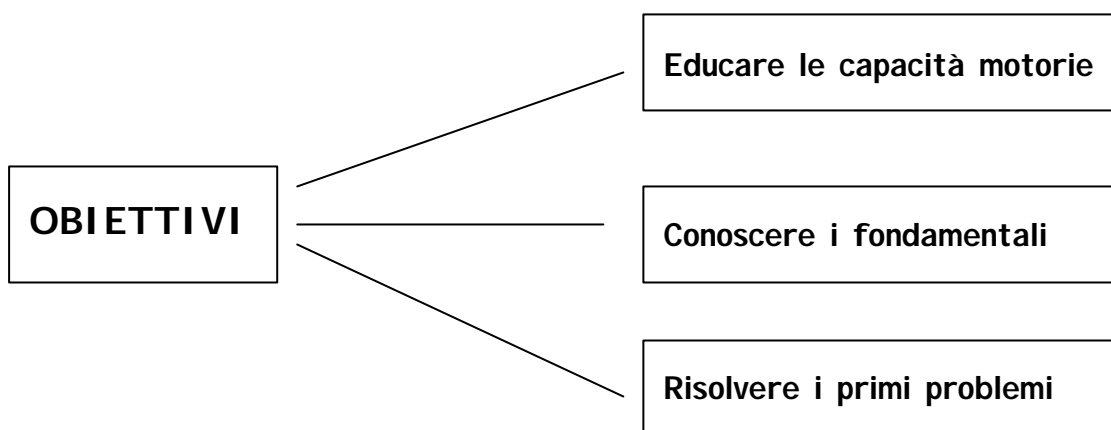 Educare le capacità motorie
OBIETTIVI
Conoscere i fondamentali
Risolvere i primi problemi